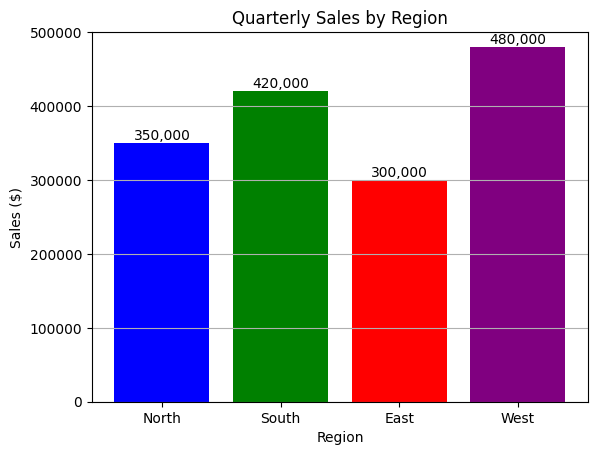 Quarterly Sales by Region
Sales ($)
500000
400000
300000
200000
100000
0
350,000
420,000
300,000
480,000
North
South
East
West
Region